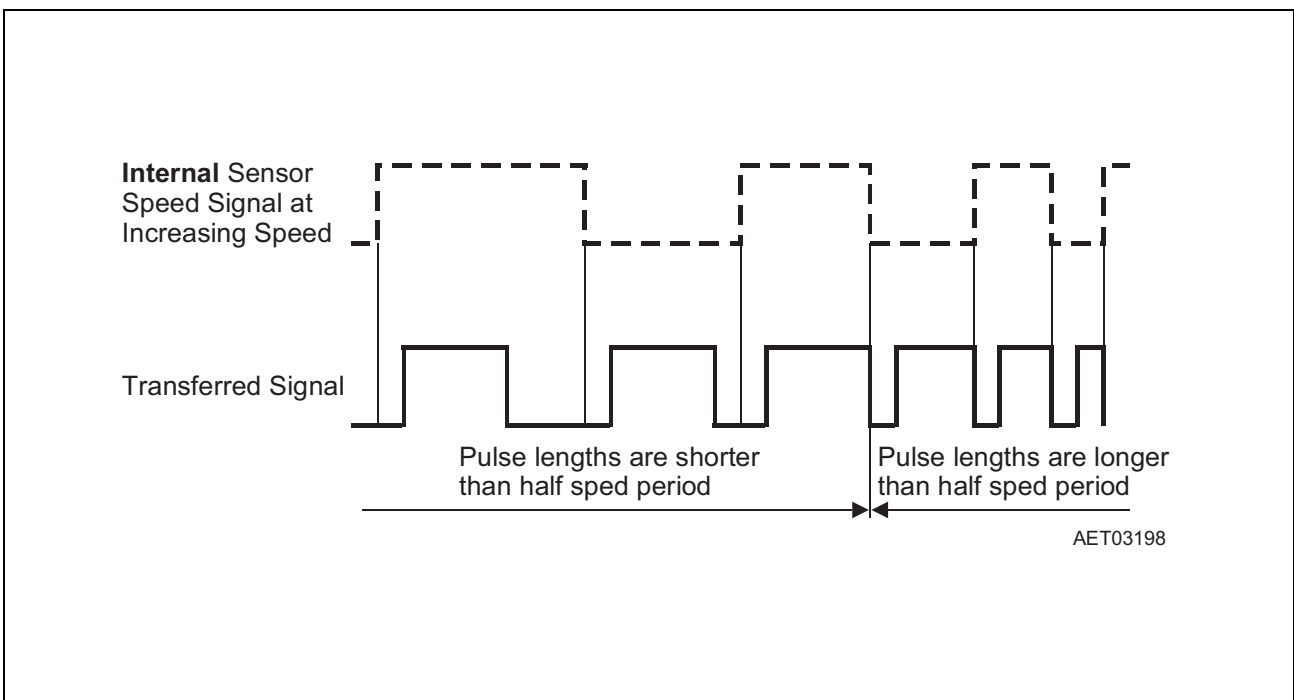 Internal Sensor
Speed Signal at
Increasing Speed
Transferred Signal
Pulse lengths are shorter
than half sped period
Pulse lengths are longer
than half sped period
AET03198